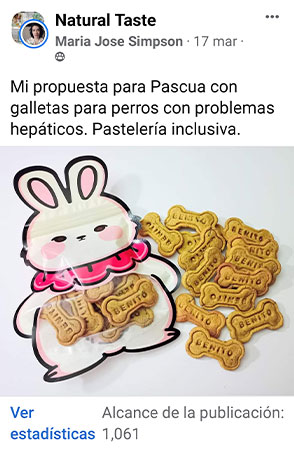 Natural Taste
Maria Jose Simpson · 17 mar ·
Mi propuesta para Pascua con
galletas para perros con problemas
hepáticos. Pastelería inclusiva.
BENITO
BENITO
BENITO
BENITO
BENITO
BENITO
BENITO
Ver
estadísticas
Alcance de la publicación:
1,061